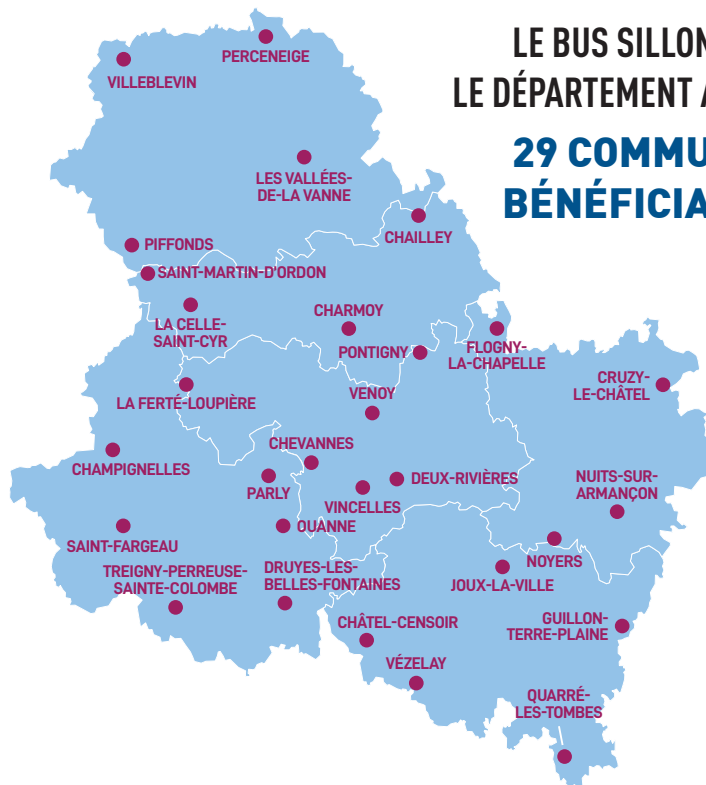 LE BUS SILLON
LE DÉPARTEMENT A
29 COMMU
BÉNÉFICIA
PERCENEIGE
VILLEBLEVIN
LES VALLÉES-
DE-LA VANNE
CHAILLEY
PIFFONDS
SAINT-MARTIN-D'ORDON
LA CELLE-
SAINT-CYR
CHARMOY
PONTIGNY
FLOGNY-
LA-CHAPELLE
CRUZY-
LE-CHÂTEL
LA FERTÉ-LOUPIÈRE
VENOY
CHEVANNES
CHAMPIGNELLES
PARLY
DEUX-RIVIÈRES
VINCELLES
NUITS-SUR-
ARMANÇON
OUANNE
SAINT-FARGEAU
NOYERS
TREIGNY-PERREUSE-
SAINTE-COLOMBE
DRUYES-LES-
BELLES-FONTAINES
JOUX-LA-VILLE
CHÂTEL-CENSOIR
GUILLON-
TERRE-PLAINE
VÉZELAY
QUARRÉ-
LES-TOMBES